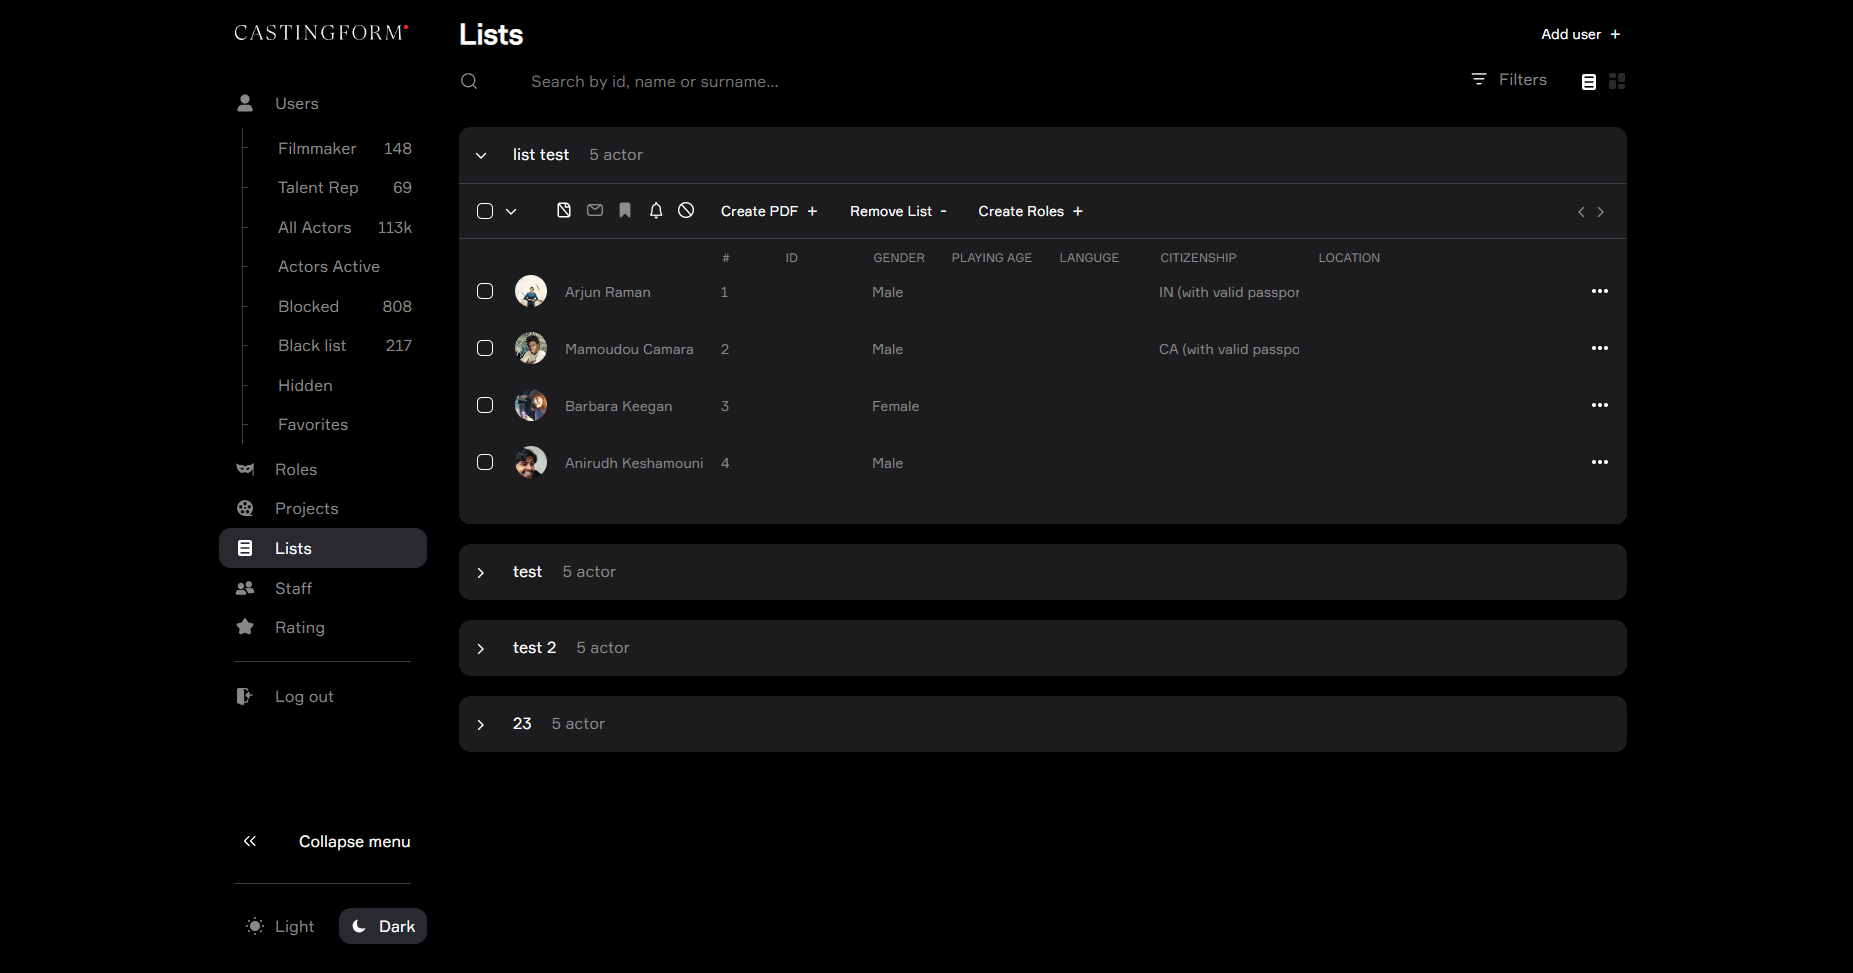 CASTINGFORM
Users
Filmmaker 148
Talent Rep 69
All Actors 113k
Actors Active
Blocked 808
Black list 217
Hidden
Favorites
Roles
Projects
Lists
Staff
Rating
Log out
Collapse menu
Light Dark
Lists
Add user +
Search by id, name or surname...
Filters
list test 5 actor
Create PDF + Remove List - Create Roles +
# ID GENDER PLAYING AGE LANGUGE CITIZENSHIP LOCATION
Arjun Raman 1 Male IN (with valid passpor
Mamoudou Camara 2 Male CA (with valid passpo
Barbara Keegan 3 Female
Anirudh Keshamouni 4 Male
test 5 actor
test 2 5 actor
23 5 actor